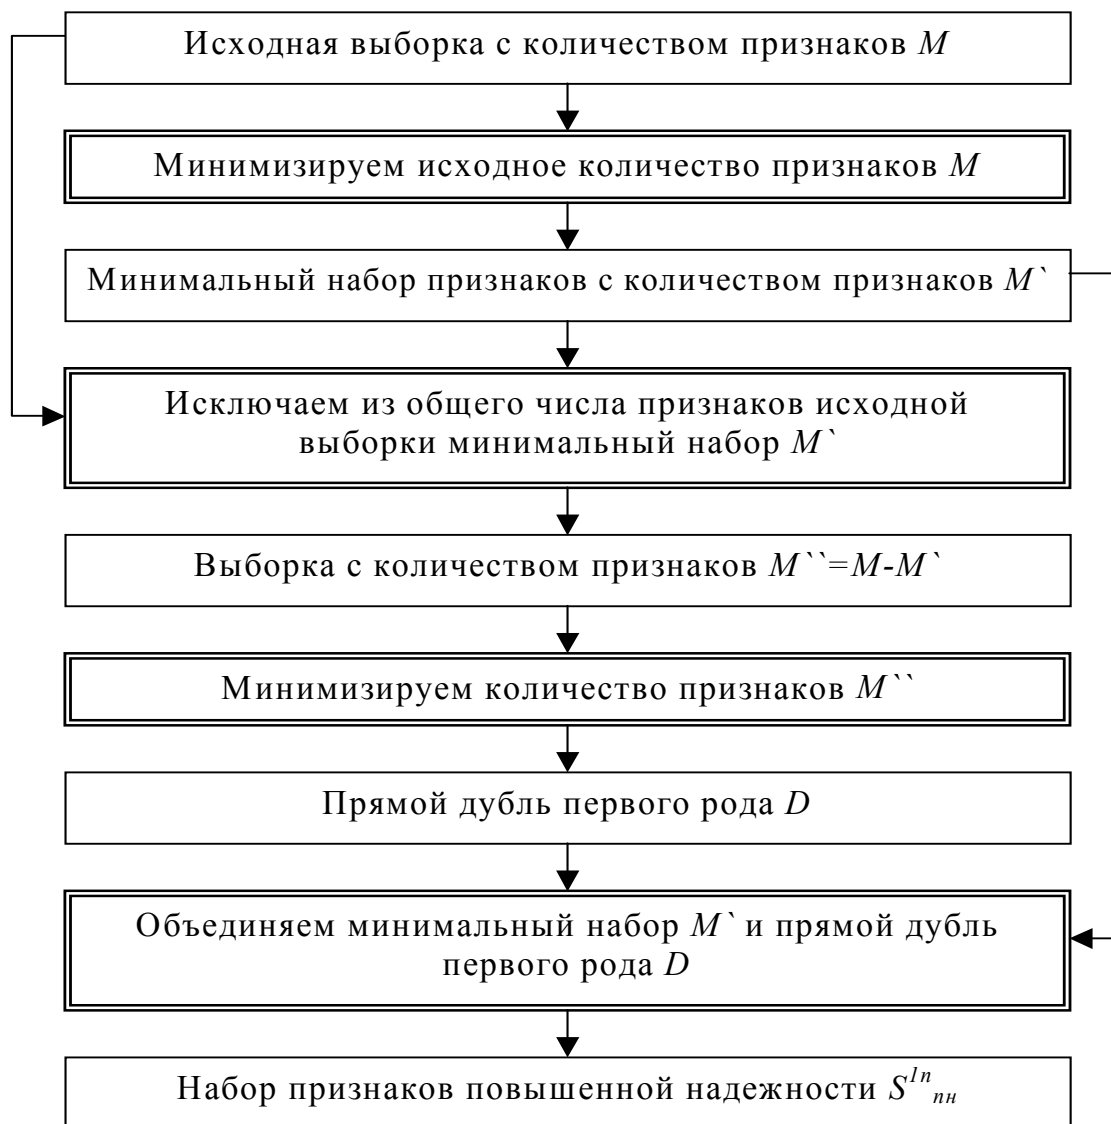 Исходная выборка с количеством признаков M
Минимизируем исходное количество признаков M
Минимальный набор признаков с количеством признаков M`
Исключаем из общего числа признаков исходной
выборки минимальный набор M`
Выборка с количеством признаков M``=M-M`
Минимизируем количество признаков M``
Прямой дубль первого рода D
Объединяем минимальный набор M` и прямой дубль
первого рода D
Набор признаков повышенной надежности S^{1п}_{пн}